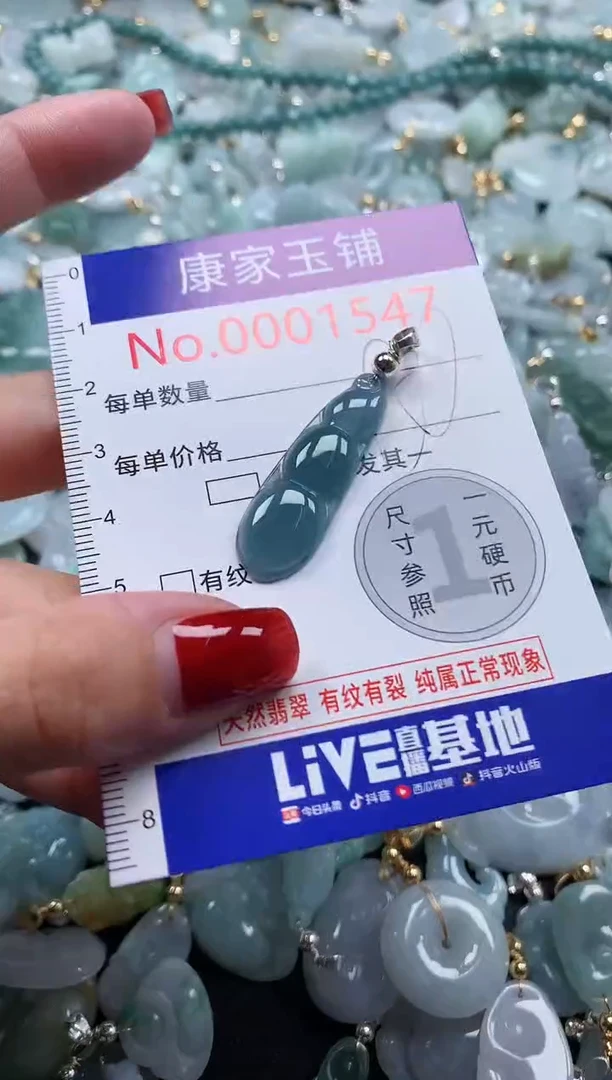 康家玉铺
No.0001547
每单数量
每单价格
发其一
有纹
尺寸参照
1
一元硬币
天然翡翠 有纹有裂 纯属正常现象
LiVE直播基地
今日头条 抖音 西瓜视频 抖音火山版
0
1
2
3
4
5
8